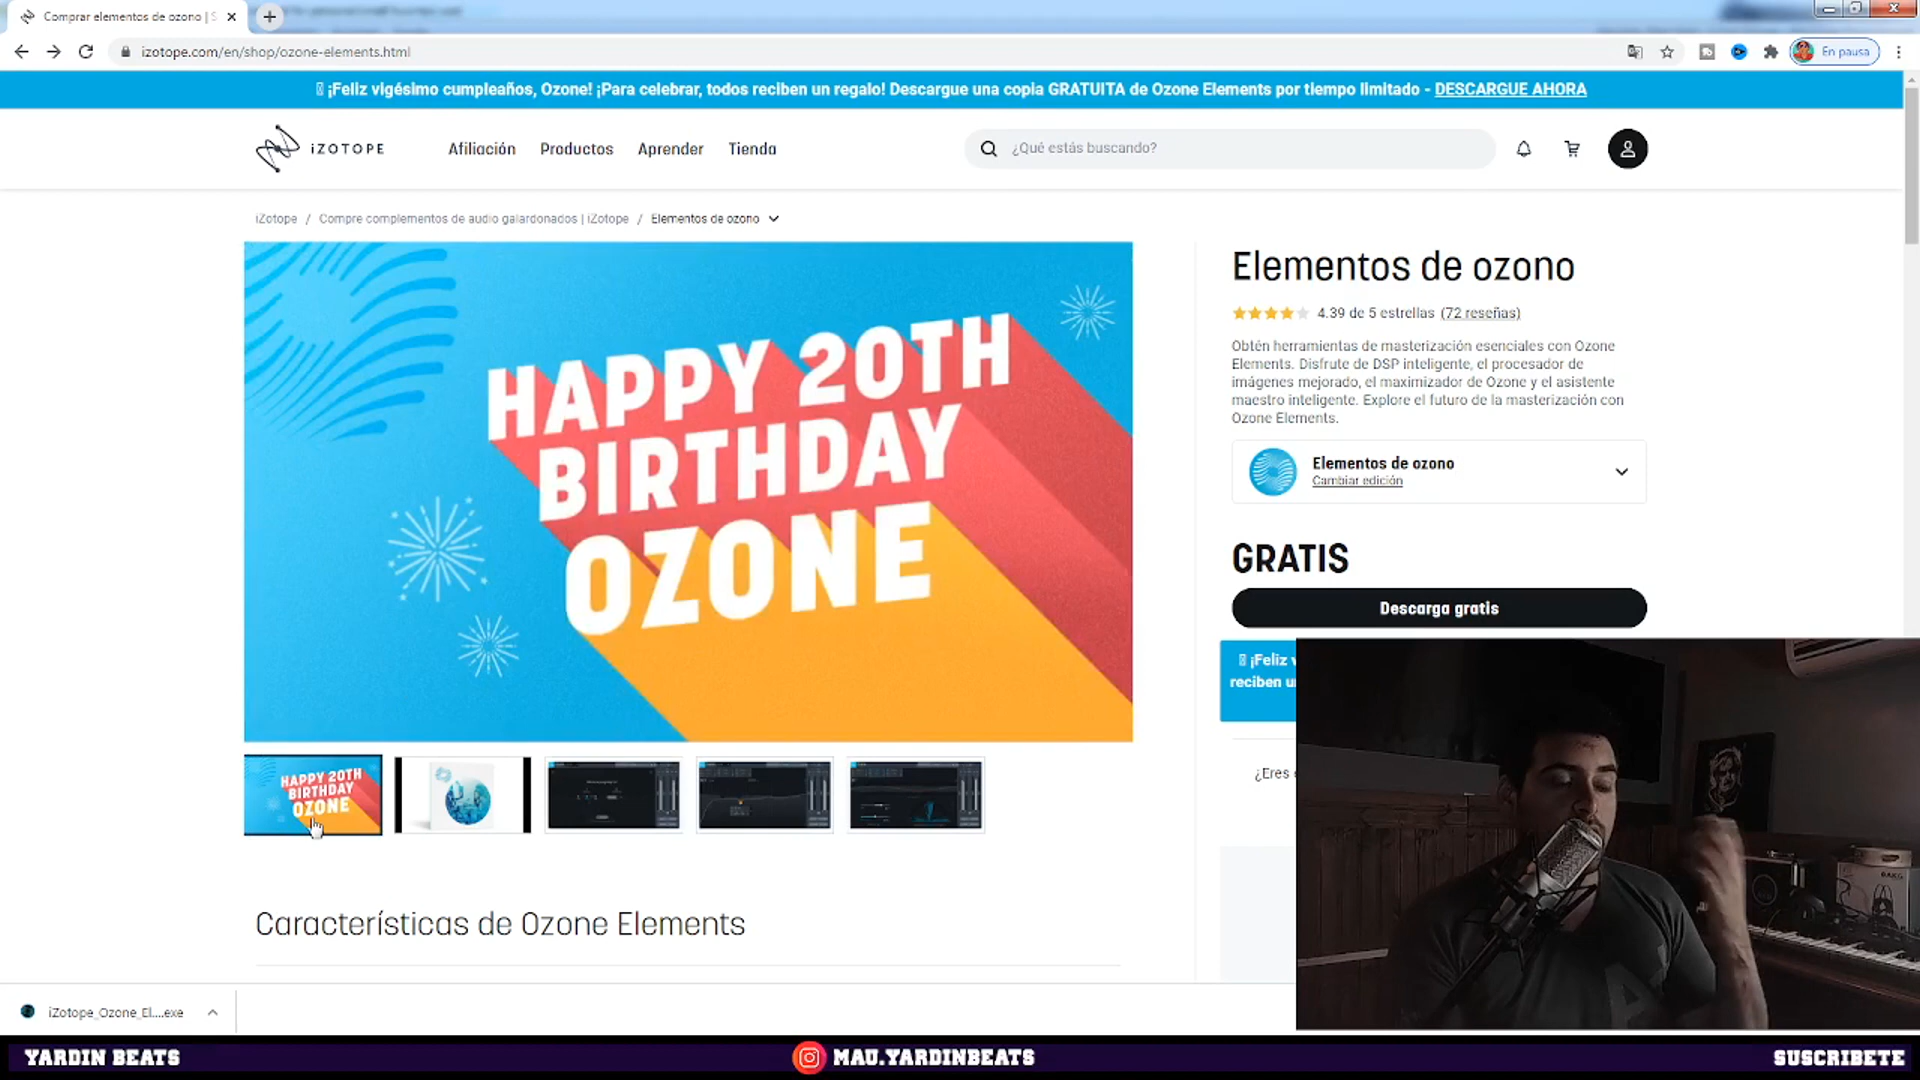 Comprar elementos de ozono | S
izotope.com/en/shop/ozone-elements.html
En pausa
¡Feliz vigésimo cumpleaños, Ozone! ¡Para celebrar, todos reciben un regalo! Descargue una copia GRATUITA de Ozone Elements por tiempo limitado - DESCARGUE AHORA
iZOTOPE
Afiliación Productos Aprender Tienda
¿Qué estás buscando?
iZotope / Compre complementos de audio galardonados | iZotope / Elementos de ozono
HAPPY 20TH
BIRTHDAY
OZONE
Elementos de ozono
4.39 de 5 estrellas (72 reseñas)
Obtén herramientas de masterización esenciales con Ozone
Elements. Disfrute de DSP inteligente, el procesador de
imágenes mejorado, el maximizador de Ozone y el asistente
maestro inteligente. Explore el futuro de la masterización con
Ozone Elements.
Elementos de ozono
Cambiar edición
GRATIS
Descarga gratis
¡Feliz v
reciben u
¿Eres
HAPPY 20TH
BIRTHDAY
OZONE
Características de Ozone Elements
iZotope_Ozone_El....exe
YARDIN BEATS
MAU.YARDINBEATS
SUSCRIBETE